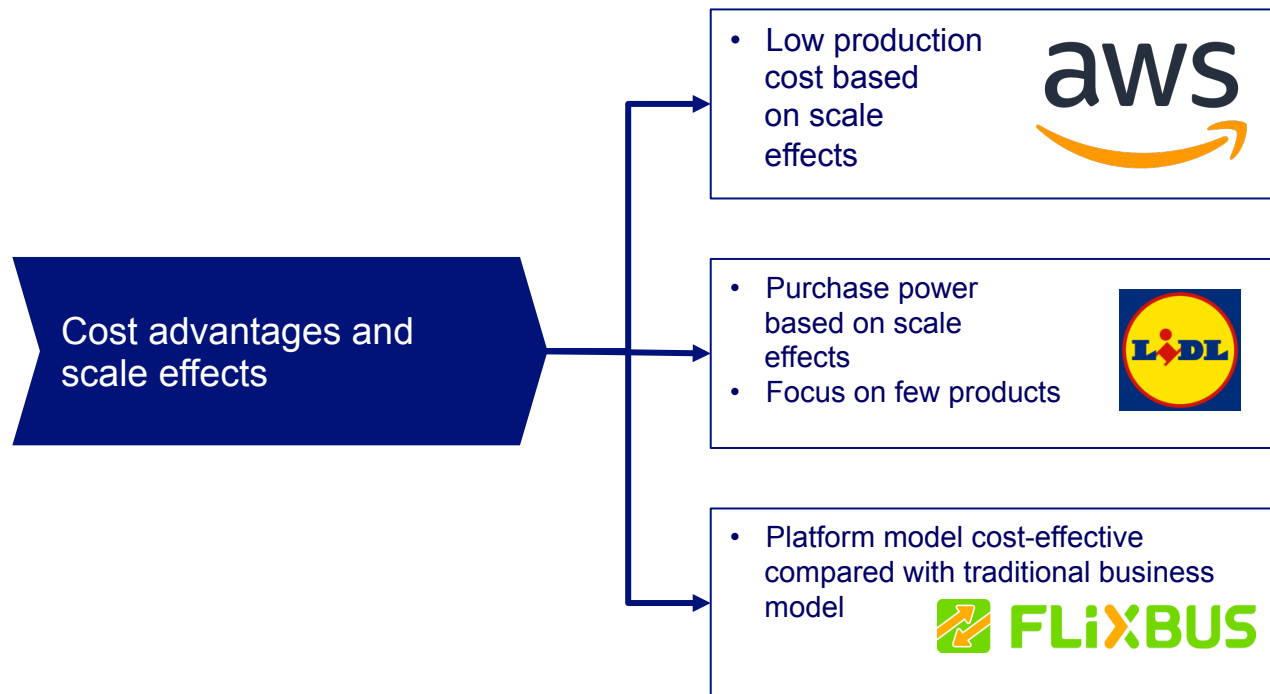 • Low production
cost based
on scale
effects
aws
Cost advantages and
scale effects
• Purchase power
based on scale
effects
• Focus on few products
LiDL
• Platform model cost-effective
compared with traditional business
model
FLiXBUS